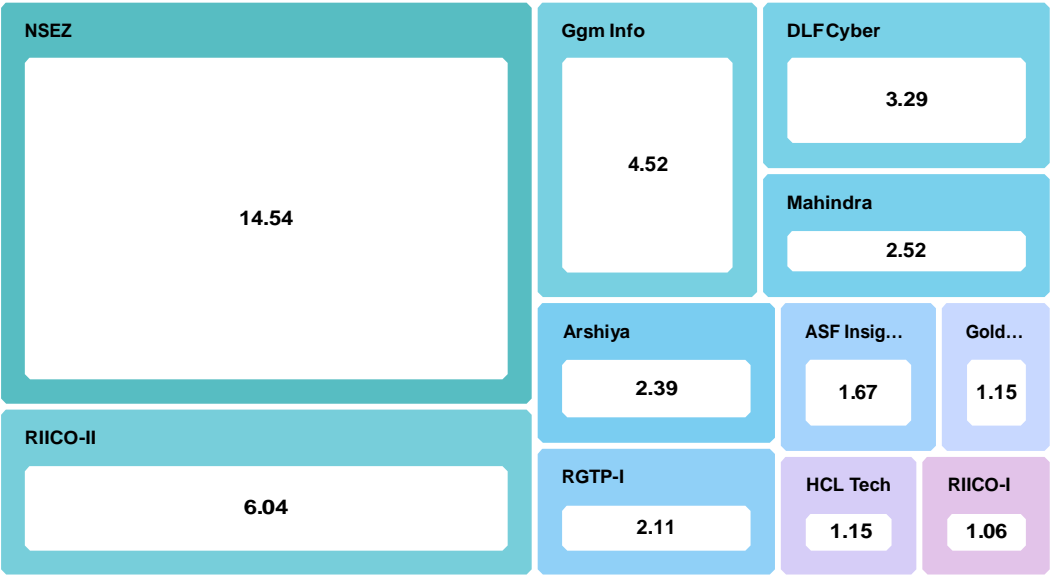 NSEZ
14.54
RIICO-II
6.04
Ggm Info
4.52
DLF Cyber
3.29
Mahindra
2.52
Arshiya
2.39
RGTP-I
2.11
ASF Insig...
1.67
Gold...
1.15
HCL Tech
1.15
RIICO-I
1.06